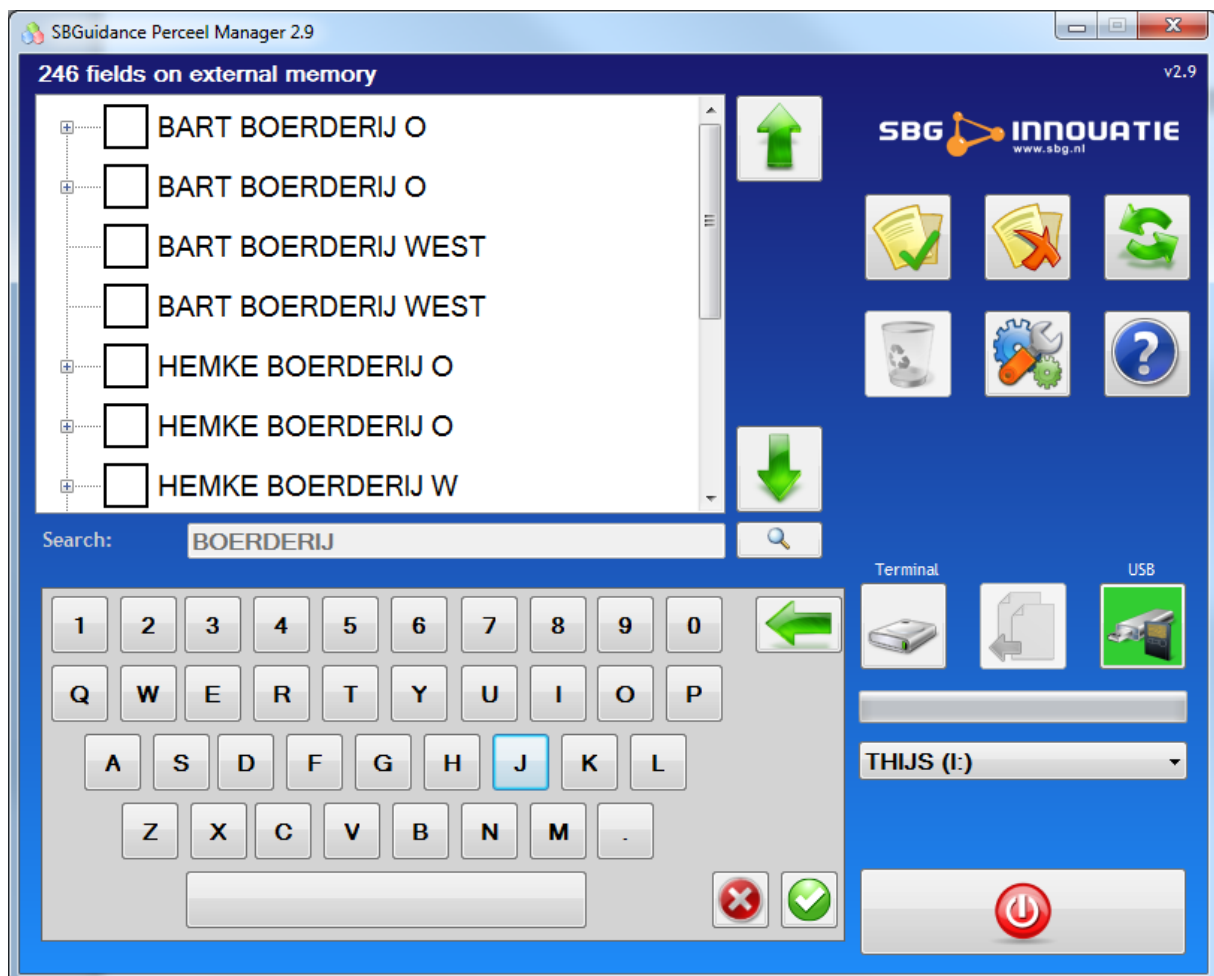 SBGuidance Perceel Manager 2.9
246 fields on external memory
v2.9
BART BOERDERIJ O
BART BOERDERIJ O
BART BOERDERIJ WEST
BART BOERDERIJ WEST
HEMKE BOERDERIJ O
HEMKE BOERDERIJ O
HEMKE BOERDERIJ W
SBG INNOVATIE
www.sbg.nl
Search: BOERDERIJ
1 2 3 4 5 6 7 8 9 0
Q W E R T Y U I O P
A S D F G H J K L
Z X C V B N M .
Terminal USB
THIJS (I:)